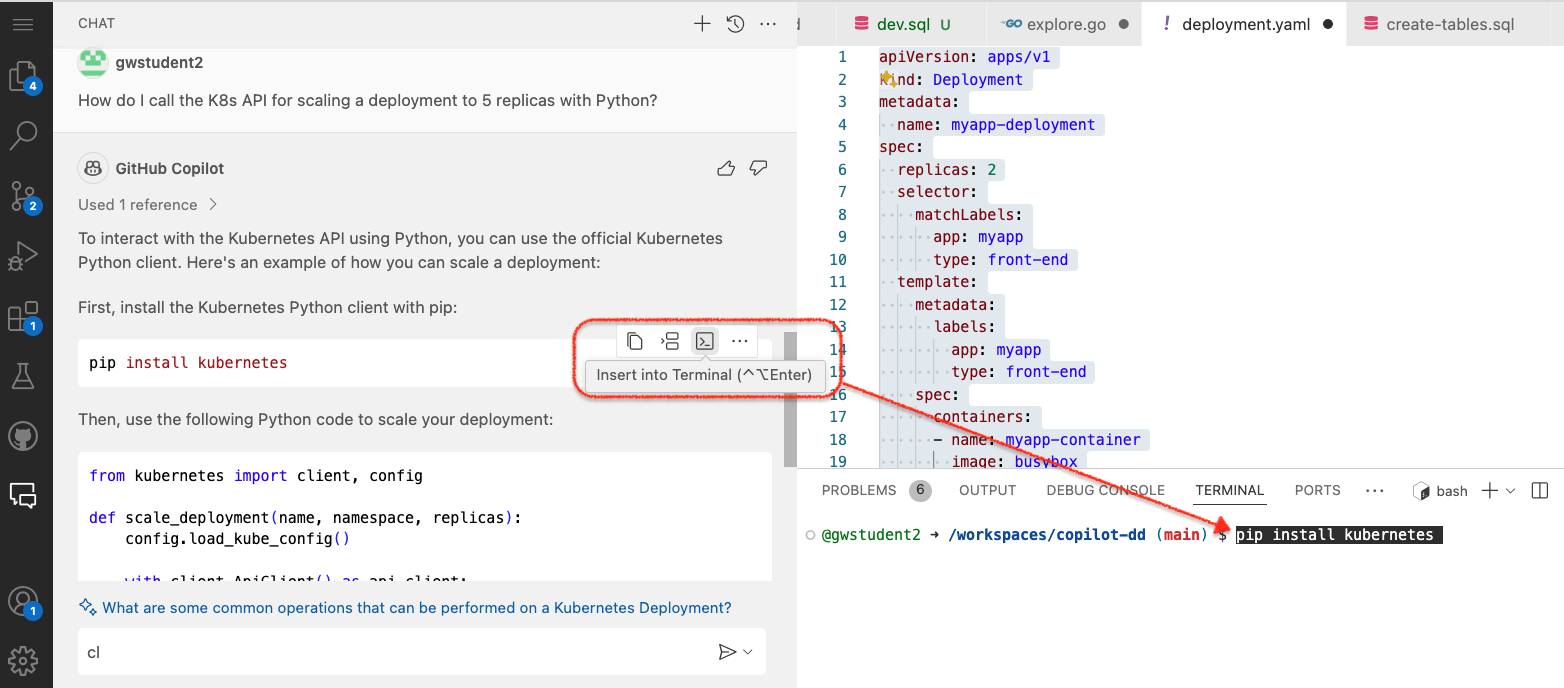 CHAT
gwstudent2
How do I call the K8s API for scaling a deployment to 5 replicas with Python?
GitHub Copilot
Used 1 reference
To interact with the Kubernetes API using Python, you can use the official Kubernetes
Python client. Here's an example of how you can scale a deployment:
First, install the Kubernetes Python client with pip:
pip install kubernetes
Insert into Terminal (^⌥Enter)
Then, use the following Python code to scale your deployment:
from kubernetes import client, config
def scale_deployment(name, namespace, replicas):
config.load_kube_config()
with client.ApiClient() as api_client:
What are some common operations that can be performed on a Kubernetes Deployment?
cl
4
2
1
1
d
dev.sql U
GO explore.go
! deployment.yaml
create-tables.sql
1 apiVersion: apps/v1
2 kind: Deployment
3 metadata:
4 name: myapp-deployment
5 spec:
6 replicas: 2
7 selector:
8 matchLabels:
9 app: myapp
10 type: front-end
11 template:
12 metadata:
13 labels:
14 app: myapp
15 type: front-end
16 spec:
17 containers:
18 - name: myapp-container
19 image: busybox
PROBLEMS 6 OUTPUT DEBUG CONSOLE TERMINAL PORTS ... bash
@gwstudent2 → /workspaces/copilot-dd (main) $ pip install kubernetes